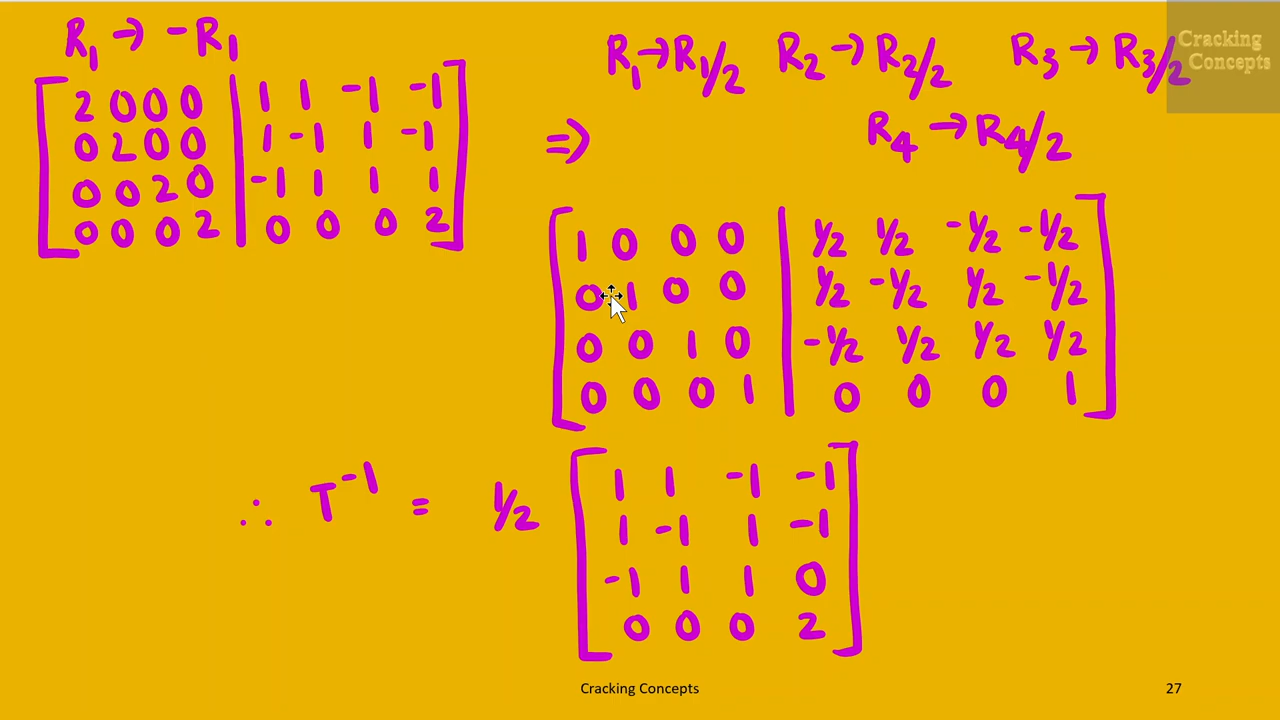 R₁ → -R₁
[2 0 0 0 | 1 1 -1 -1]
[0 2 0 0 | 1 -1 1 -1]
[0 0 2 0 | -1 1 1 1]
[0 0 0 2 | 0 0 0 2]
⇒
R₁→R₁/2 R₂→R₂/2 R₃→R₃/2
R₄→R₄/2
[1 0 0 0 | 1/2 1/2 -1/2 -1/2]
[0 1 0 0 | 1/2 -1/2 1/2 -1/2]
[0 0 1 0 | -1/2 1/2 1/2 1/2]
[0 0 0 1 | 0 0 0 1]
∴ T⁻¹ = 1/2
[1 1 -1 -1]
[1 -1 1 -1]
[-1 1 1 0]
[0 0 0 2]
Cracking
Concepts
Cracking Concepts
27